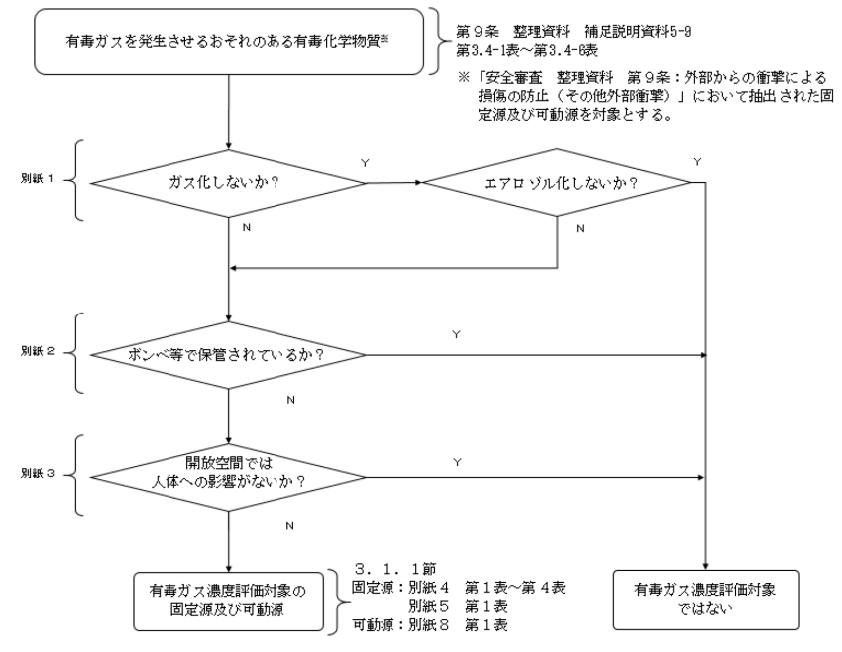 有毒ガスを発生させるおそれのある有毒化学物質※
第9条　整理資料　補足説明資料5-9
第3.4-1表～第3.4-6表
※「安全審査　整理資料　第9条：外部からの衝撃による
損傷の防止（その他外部衝撃）」において抽出された固
定源及び可動源を対象とする。
別紙1
ガス化しないか？
Y
エアロゾル化しないか？
Y
N
N
別紙2
ボンベ等で保管されているか？
Y
N
別紙3
開放空間では
人体への影響がないか？
Y
N
有毒ガス濃度評価対象の
固定源及び可動源
3．1．1節
固定源：別紙4　第1表～第4表
別紙5　第1表
可動源：別紙8　第1表
有毒ガス濃度評価対象
ではない